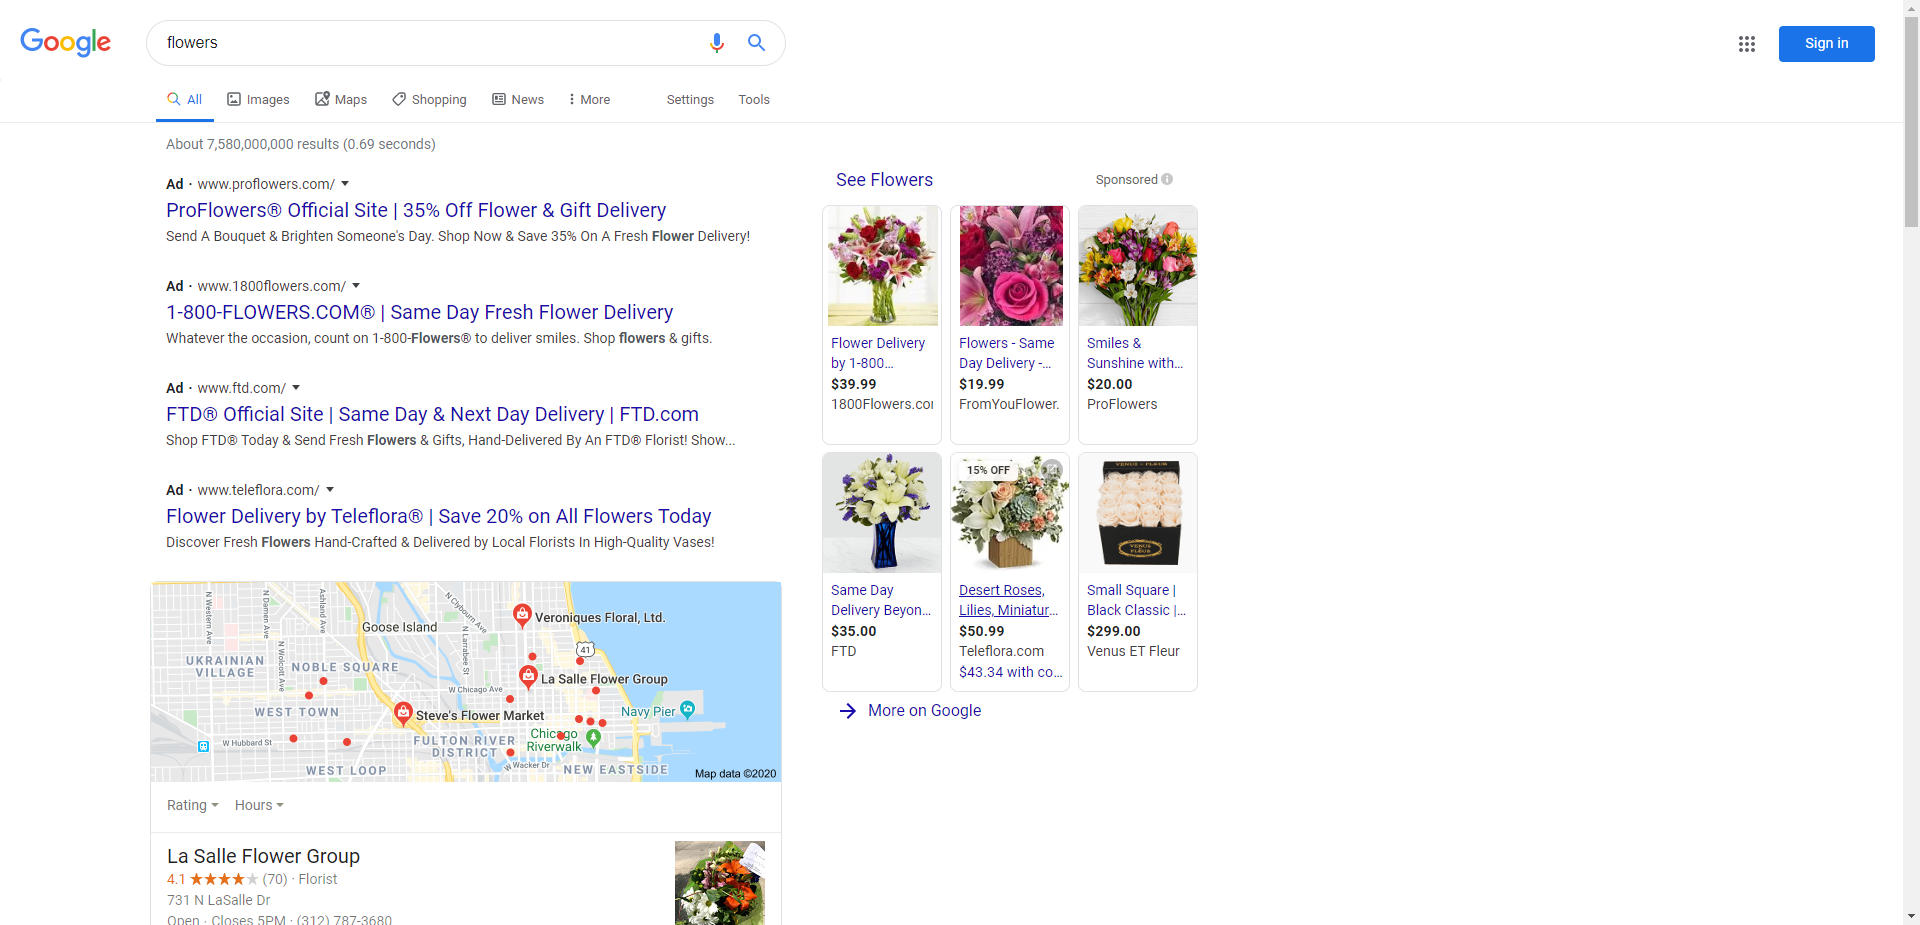 Google
flowers
Sign in
All
Images
Maps
Shopping
News
More
Settings
Tools
About 7,580,000,000 results (0.69 seconds)
Ad · www.proflowers.com/
ProFlowers® Official Site | 35% Off Flower & Gift Delivery
Send A Bouquet & Brighten Someone's Day. Shop Now & Save 35% On A Fresh Flower Delivery!
Ad · www.1800flowers.com/
1-800-FLOWERS.COM® | Same Day Fresh Flower Delivery
Whatever the occasion, count on 1-800-Flowers® to deliver smiles. Shop flowers & gifts.
Ad · www.ftd.com/
FTD® Official Site | Same Day & Next Day Delivery | FTD.com
Shop FTD® Today & Send Fresh Flowers & Gifts, Hand-Delivered By An FTD® Florist! Show...
Ad · www.teleflora.com/
Flower Delivery by Teleflora® | Save 20% on All Flowers Today
Discover Fresh Flowers Hand-Crafted & Delivered by Local Florists In High-Quality Vases!
N Western Ave
N Damen Ave
Ashland Ave
N Wolcott Ave
N Clybourn Ave
N Larrabee St
Goose Island
Veroniques Floral, Ltd.
41
UKRAINIAN
VILLAGE
NOBLE SQUARE
W Chicago Ave
La Salle Flower Group
WEST TOWN
Steve's Flower Market
Navy Pier
W Hubbard St
FULTON RIVER
DISTRICT
Chicago
Riverwalk
W Wacker Dr
WEST LOOP
NEW EASTSIDE
Map data ©2020
Rating
Hours
La Salle Flower Group
4.1 (70) · Florist
731 N LaSalle Dr
Open · Closes 5PM · (312) 787-3680
See Flowers
Sponsored
Flower Delivery
by 1-800...
$39.99
1800Flowers.co
Flowers - Same
Day Delivery -...
$19.99
FromYouFlower.
Smiles &
Sunshine with...
$20.00
ProFlowers
Same Day
Delivery Beyon...
$35.00
FTD
15% OFF
Desert Roses,
Lilies, Miniatur...
$50.99
Teleflora.com
$43.34 with co...
VENUS ET FLEUR
VENUS
ET
FLEUR
Small Square |
Black Classic |...
$299.00
Venus ET Fleur
More on Google